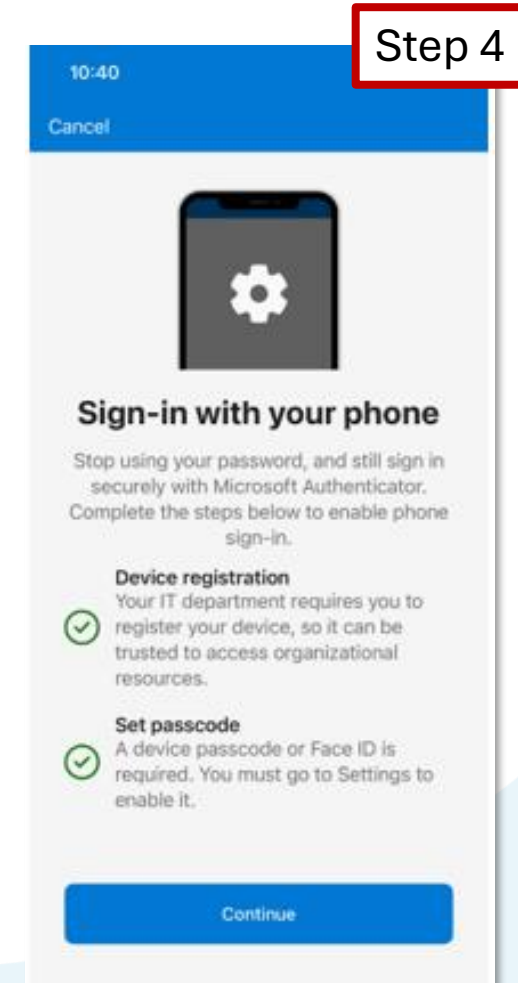 Step 4
10:40
Cancel
Sign-in with your phone
Stop using your password, and still sign in
securely with Microsoft Authenticator.
Complete the steps below to enable phone
sign-in.
Device registration
Your IT department requires you to
register your device, so it can be
trusted to access organizational
resources.
Set passcode
A device passcode or Face ID is
required. You must go to Settings to
enable it.
Continue